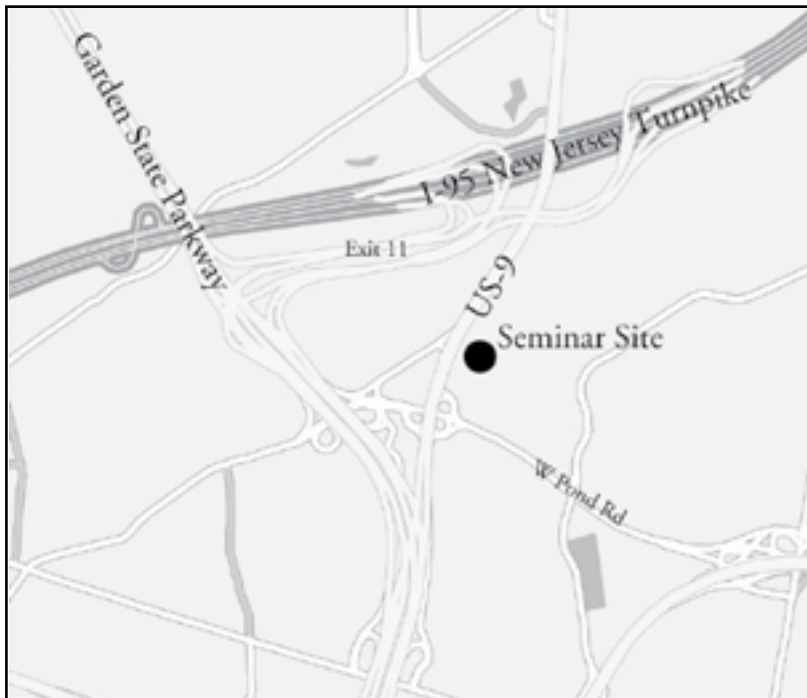 Garden State Parkway
I-95 New Jersey Turnpike
Exit 11
US-9
Seminar Site
W Pond Rd